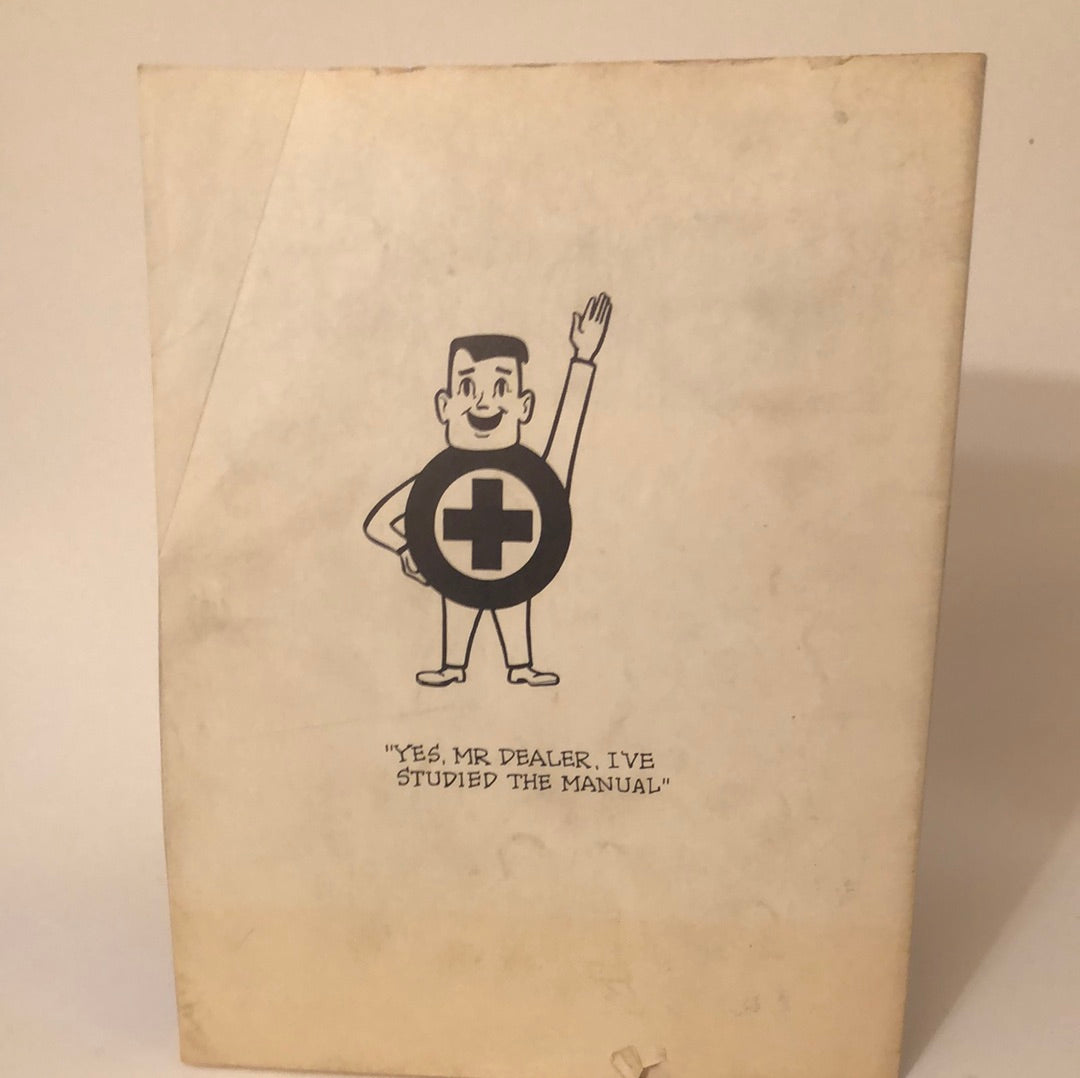 "YES, MR DEALER, I'VE
STUDIED THE MANUAL"